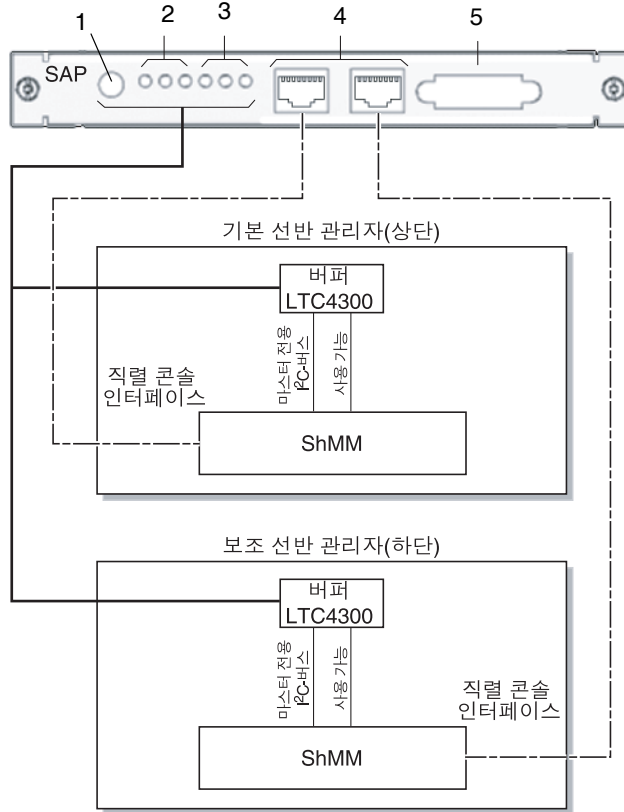 1
2
3
4
5
SAP
기본 선반 관리자(상단)
버퍼
LTC4300
마스터 전용
I²C-버스
사용 가능
직렬 콘솔
인터페이스
ShMM
보조 선반 관리자(하단)
버퍼
LTC4300
마스터 전용
I²C-버스
사용 가능
직렬 콘솔
인터페이스
ShMM